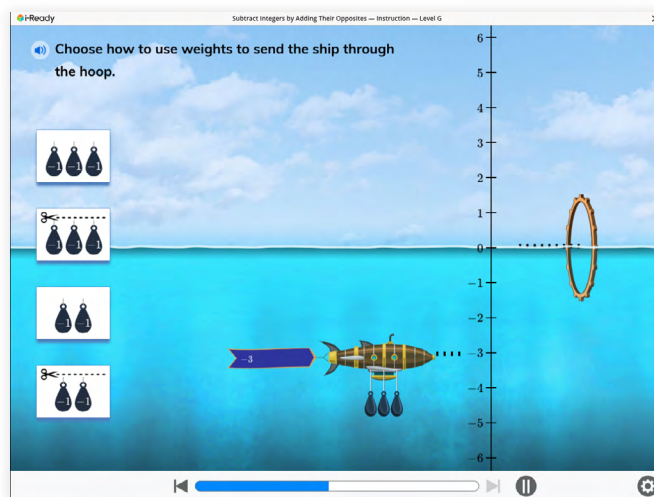 i-Ready
Subtract Integers by Adding Their Opposites — Instruction — Level G
Choose how to use weights to send the ship through
the hoop.
-1 -1 -1
-1 -1 -1
-1 -1
-1 -1
-3
6
5
4
3
2
1
0
-1
-2
-3
-4
-5
-6